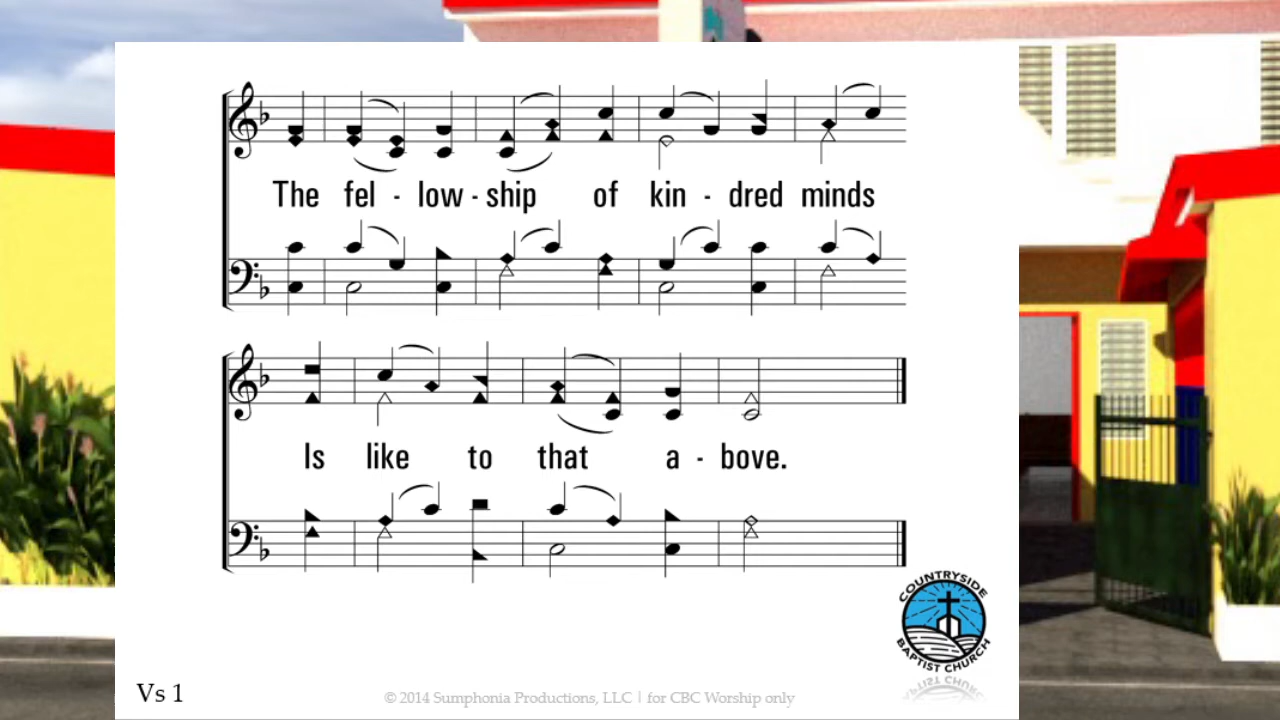 The fel - low - ship of kin - dred minds
Is like to that a - bove.
COUNTRYSIDE
BAPTIST CHURCH
Vs 1
© 2014 Sumphonia Productions, LLC | for CBC Worship only